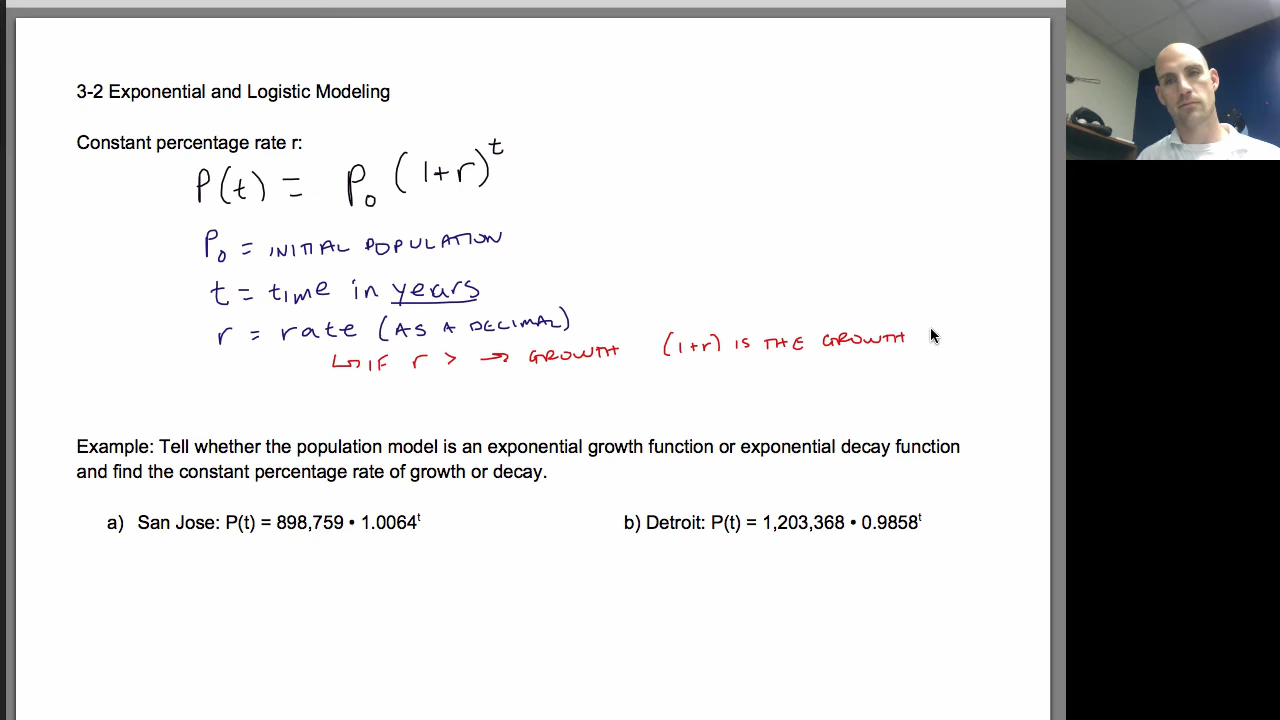 3-2 Exponential and Logistic Modeling
Constant percentage rate r:
P(t) = P₀ (1+r)ᵗ
P₀ = INITIAL POPULATION
t = time in years
r = rate (AS A DECIMAL)
↳ IF r > → GROWTH (1+r) IS THE GROWTH
Example: Tell whether the population model is an exponential growth function or exponential decay function
and find the constant percentage rate of growth or decay.
a) San Jose: P(t) = 898,759 • 1.0064ᵗ b) Detroit: P(t) = 1,203,368 • 0.9858ᵗ